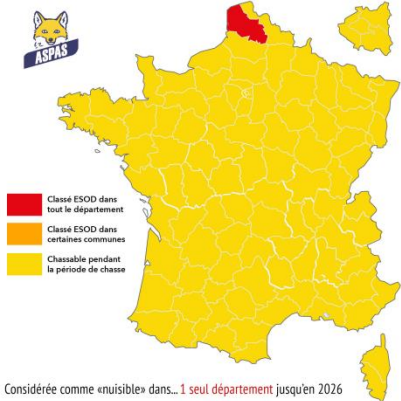 ASPAS
Classé ESOD dans
tout le département
Classé ESOD dans
certaines communes
Chassable pendant
la période de chasse
Considérée comme «nuisible» dans... 1 seul département jusqu'en 2026